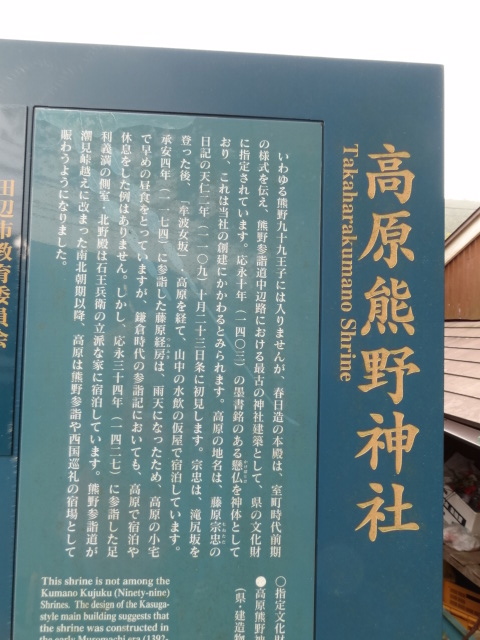 高原熊野神社
Takaharakumano Shrine
いわゆる熊野九十九王子には入りませんが、春日造の本殿は、室町時代前期
の様式を伝え、熊野参詣道中辺路における最古の神社建築として、県の文化財
に指定されています。応永十年（一四〇三）の墨書銘のある懸仏を神体として
おり、これは当社の創建にかかわるとみられます。高原の地名は、藤原宗忠の
日記の天仁二年（一一〇九）十月二十三日条に初見します。宗忠は、滝尻坂を
登った後、（牟波女坂）高原を経て、山中の水飲の仮屋で宿泊しています。
承安四年（一一七四）に参詣した藤原経房は、雨天になったため、高原の小宅
で早めの昼食をとっていますが、鎌倉時代の参詣記においても、高原で宿泊や
休息をした例はありません。しかし、応永三十四年（一四二七）に参詣した足
利義満の側室・北野殿は石王兵衛の立派な家に宿泊しています。熊野参詣道が
潮見峠越えに改まった南北朝期以降、高原は熊野参詣や西国巡礼の宿場として
賑わうようになりました。
○指定文化財
●高原熊野神
（県・建造物
This shrine is not among the
Kumano Kujuku (Ninety-nine)
Shrines. The design of the Kasuga-
style main building suggests that
the shrine was constructed in
the early Muromachi era (1392-
田辺市教育委員会